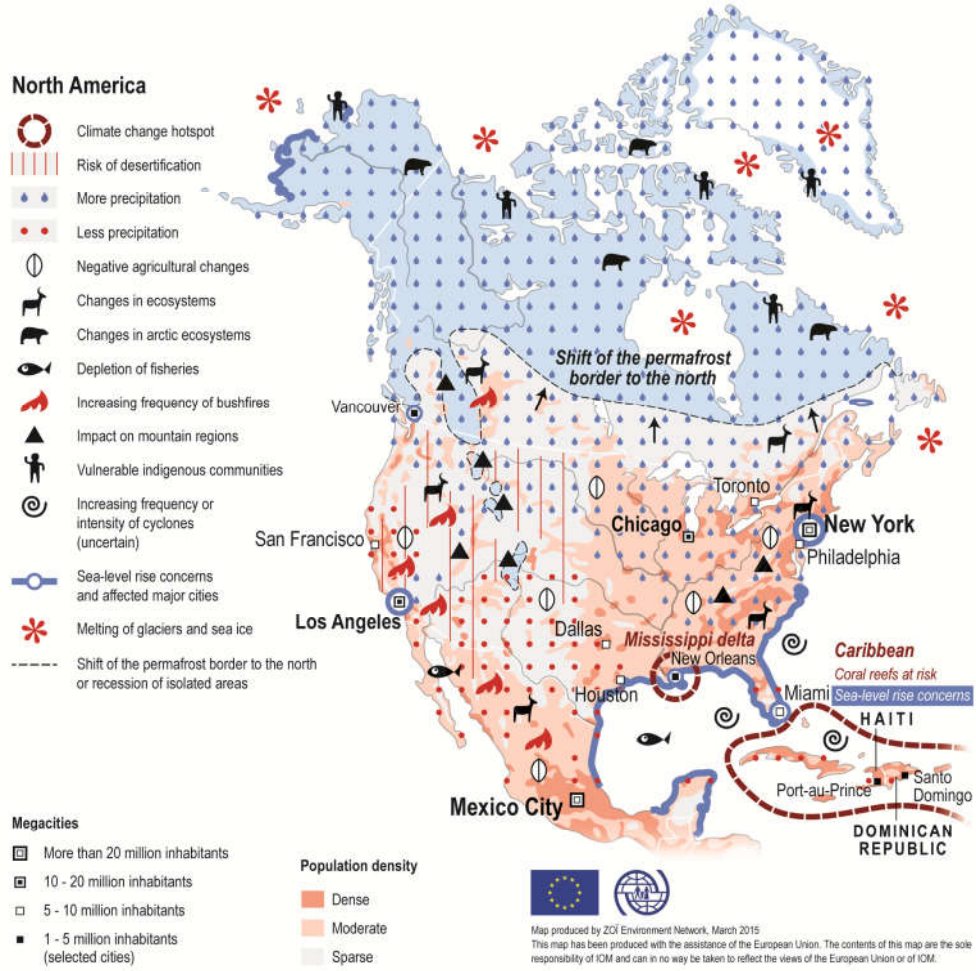 North America
Climate change hotspot
Risk of desertification
More precipitation
Less precipitation
Negative agricultural changes
Changes in ecosystems
Changes in arctic ecosystems
Depletion of fisheries
Increasing frequency of bushfires
Impact on mountain regions
Vulnerable indigenous communities
Increasing frequency or
intensity of cyclones
(uncertain)
Sea-level rise concerns
and affected major cities
Melting of glaciers and sea ice
Shift of the permafrost border to the north
or recession of isolated areas
Megacities
More than 20 million inhabitants
10 - 20 million inhabitants
5 - 10 million inhabitants
1 - 5 million inhabitants
(selected cities)
Population density
Dense
Moderate
Sparse
Shift of the permafrost
border to the north
Vancouver
Toronto
Chicago
New York
Philadelphia
San Francisco
Los Angeles
Dallas
Mississippi delta
New Orleans
Houston
Miami
Caribbean
Coral reefs at risk
Sea-level rise concerns
HAITI
Port-au-Prince
Santo
Domingo
DOMINICAN
REPUBLIC
Mexico City
Map produced by ZOÏ Environment Network, March 2015
This map has been produced with the assistance of the European Union. The contents of this map are the sole
responsibility of IOM and can in no way be taken to reflect the views of the European Union or of IOM.